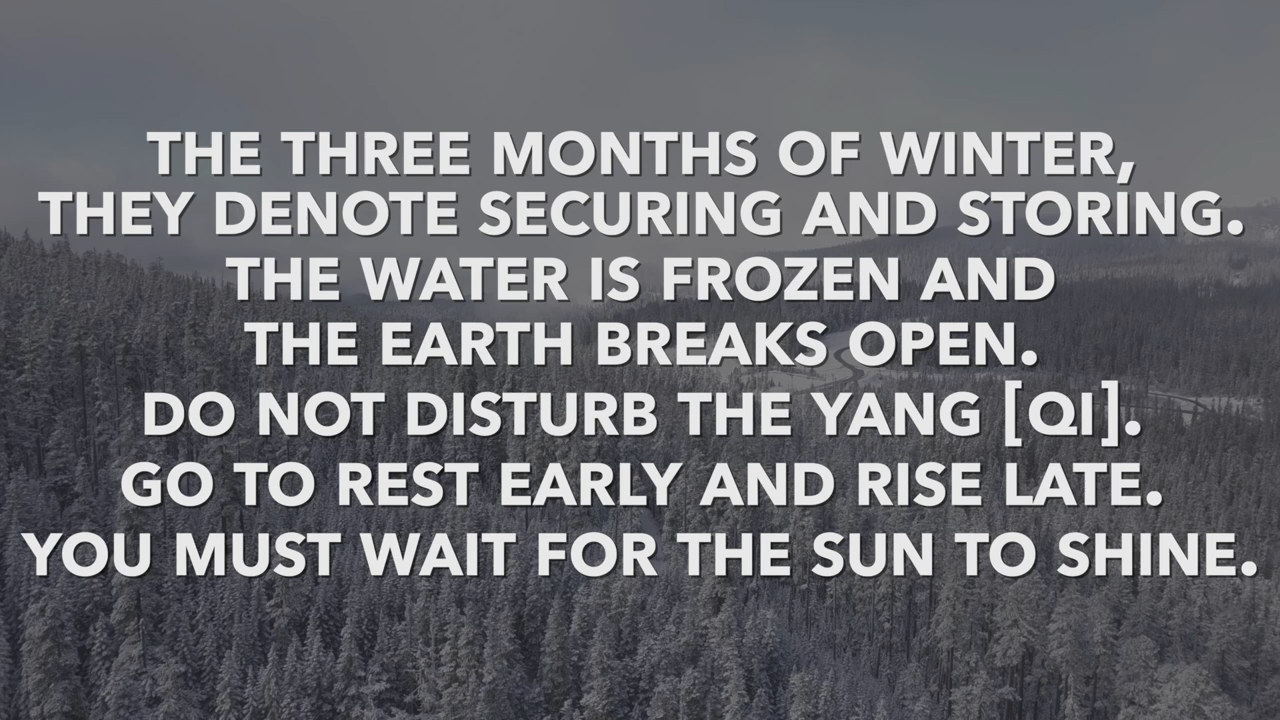 THE THREE MONTHS OF WINTER,
THEY DENOTE SECURING AND STORING.
THE WATER IS FROZEN AND
THE EARTH BREAKS OPEN.
DO NOT DISTURB THE YANG [QI].
GO TO REST EARLY AND RISE LATE.
YOU MUST WAIT FOR THE SUN TO SHINE.